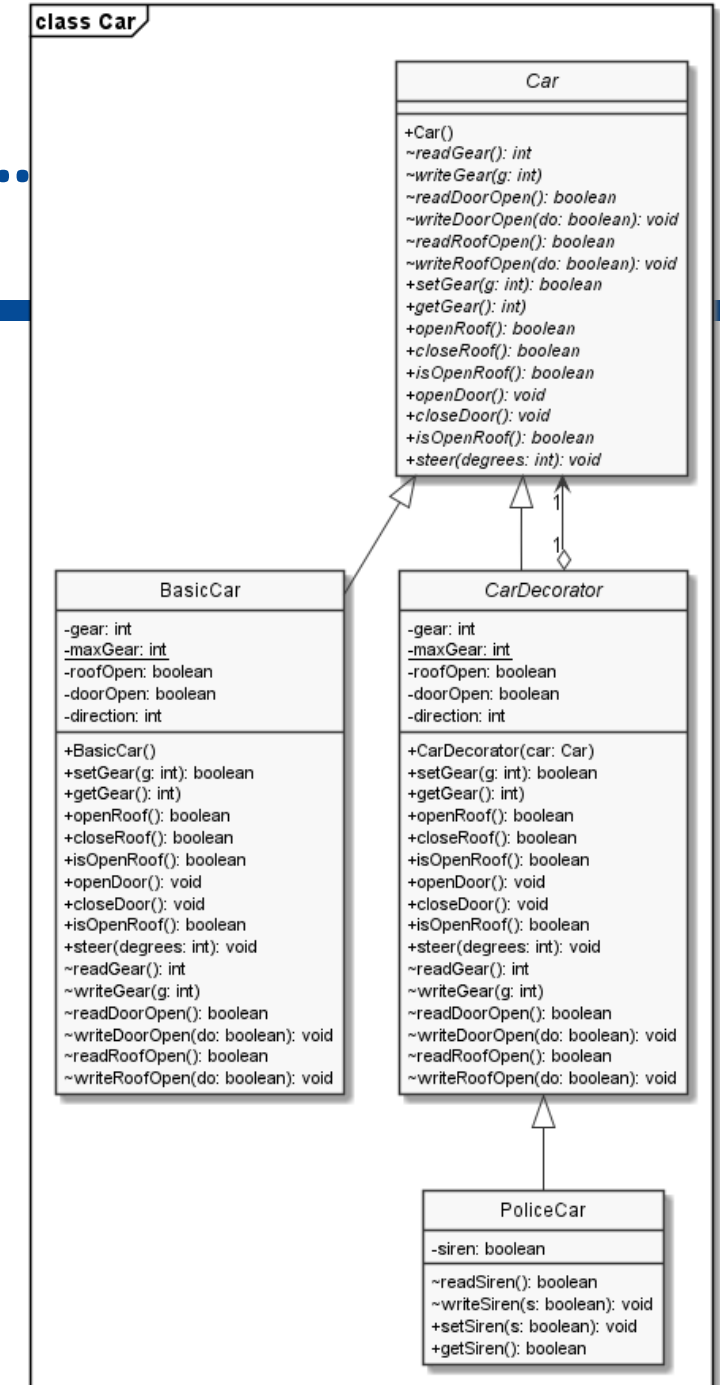 class Car
Car
+Car()
~readGear(): int
~writeGear(g: int)
~readDoorOpen(): boolean
~writeDoorOpen(do: boolean): void
~readRoofOpen(): boolean
~writeRoofOpen(do: boolean): void
+setGear(g: int): boolean
+getGear(): int)
+openRoof(): boolean
+closeRoof(): boolean
+isOpenRoof(): boolean
+openDoor(): void
+closeDoor(): void
+isOpenRoof(): boolean
+steer(degrees: int): void
1
1
BasicCar
-gear: int
-maxGear: int
-roofOpen: boolean
-doorOpen: boolean
-direction: int
+BasicCar()
+setGear(g: int): boolean
+getGear(): int)
+openRoof(): boolean
+closeRoof(): boolean
+isOpenRoof(): boolean
+openDoor(): void
+closeDoor(): void
+isOpenRoof(): boolean
+steer(degrees: int): void
~readGear(): int
~writeGear(g: int)
~readDoorOpen(): boolean
~writeDoorOpen(do: boolean): void
~readRoofOpen(): boolean
~writeRoofOpen(do: boolean): void
CarDecorator
-gear: int
-maxGear: int
-roofOpen: boolean
-doorOpen: boolean
-direction: int
+CarDecorator(car: Car)
+setGear(g: int): boolean
+getGear(): int)
+openRoof(): boolean
+closeRoof(): boolean
+isOpenRoof(): boolean
+openDoor(): void
+closeDoor(): void
+isOpenRoof(): boolean
+steer(degrees: int): void
~readGear(): int
~writeGear(g: int)
~readDoorOpen(): boolean
~writeDoorOpen(do: boolean): void
~readRoofOpen(): boolean
~writeRoofOpen(do: boolean): void
PoliceCar
-siren: boolean
~readSiren(): boolean
~writeSiren(s: boolean): void
+setSiren(s: boolean): void
+getSiren(): boolean